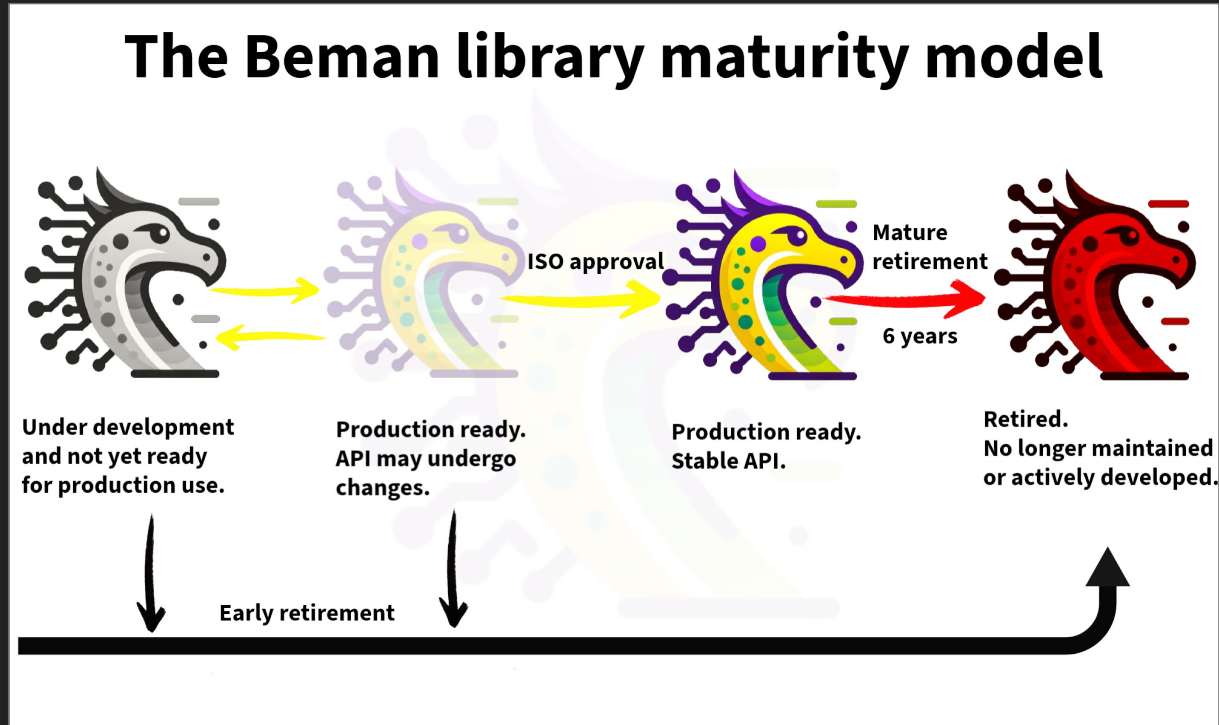 The Beman library maturity model
ISO approval
Mature
retirement
6 years
Under development
and not yet ready
for production use.
Production ready.
API may undergo
changes.
Production ready.
Stable API.
Retired.
No longer maintained
or actively developed.
Early retirement